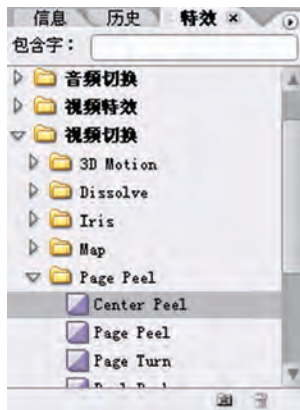 信息 历史 特效 ×
包含字：
音频切换
视频特效
视频切换
3D Motion
Dissolve
Iris
Map
Page Peel
Center Peel
Page Peel
Page Turn